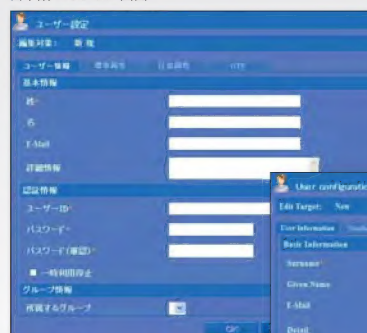 ユーザー設定
編集対象： 新規
ユーザー情報
基本情報
姓*
名
E-Mail
詳細情報
認証情報
ユーザーID*
パスワード*
パスワード(確認)*
一時利用停止
グループ情報
所属するグループ
OK
User configuration
Edit Target: New
User Information
Basic Information
Surname
Given Name
E-Mail
Detail